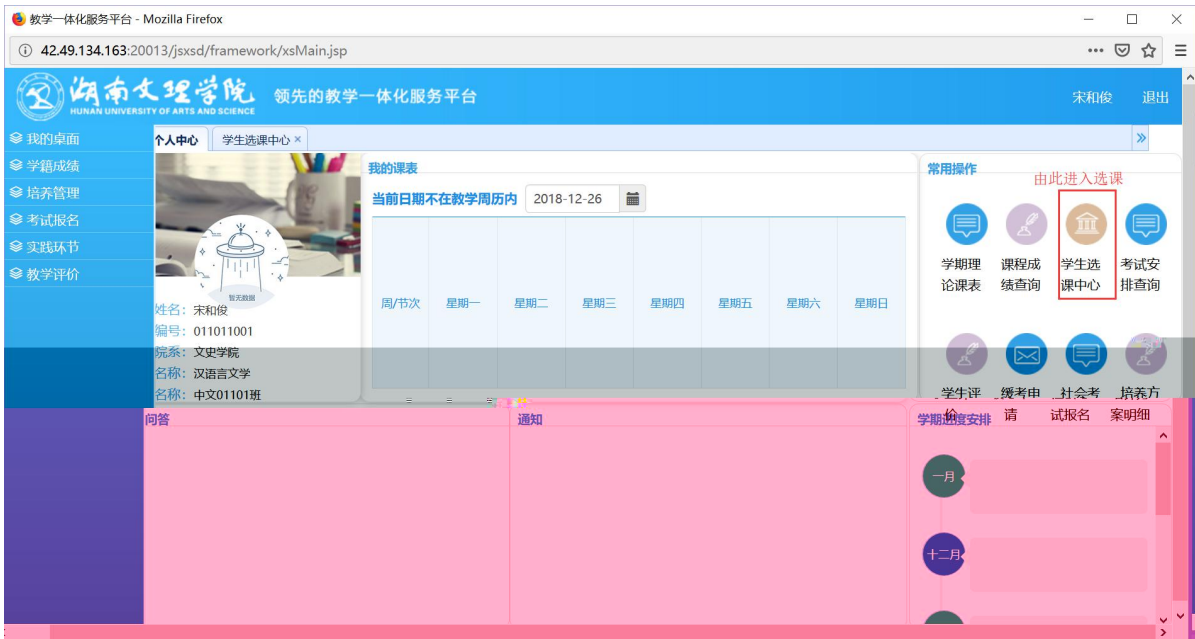 教学一体化服务平台 - Mozilla Firefox
42.49.134.163:20013/jsxsd/framework/xsMain.jsp
湖南文理学院
HUNAN UNIVERSITY OF ARTS AND SCIENCE
领先的教学一体化服务平台
宋和俊 退出
我的桌面
学籍成绩
培养管理
考试报名
实践环节
教学评价
个人中心 学生选课中心 ×
暂无数据
姓名：宋和俊
编号：011011001
院系：文史学院
名称：汉语言文学
名称：中文01101班
我的课表
当前日期不在教学周历内 2018-12-26
周/节次 星期一 星期二 星期三 星期四 星期五 星期六 星期日
常用操作
由此进入选课
学期理论课表
课程成绩查询
学生选课中心
考试安排查询
学生评价
缓考申请
社会考试报名
培养方案明细
问答
通知
学期进度安排
一月
十二月